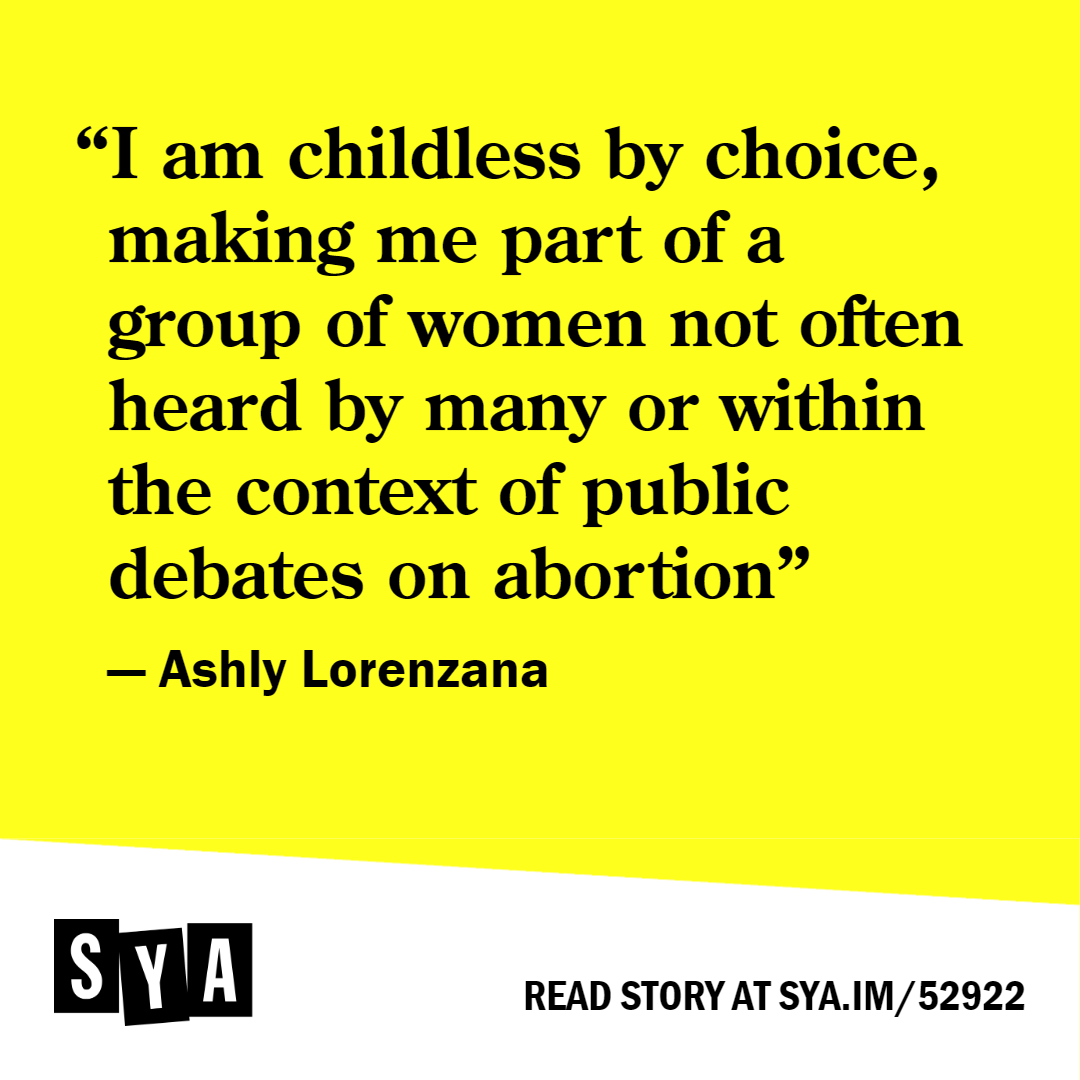 “I am childless by choice,
making me part of a
group of women not often
heard by many or within
the context of public
debates on abortion”
— Ashly Lorenzana
SYA
READ STORY AT SYA.IM/52922